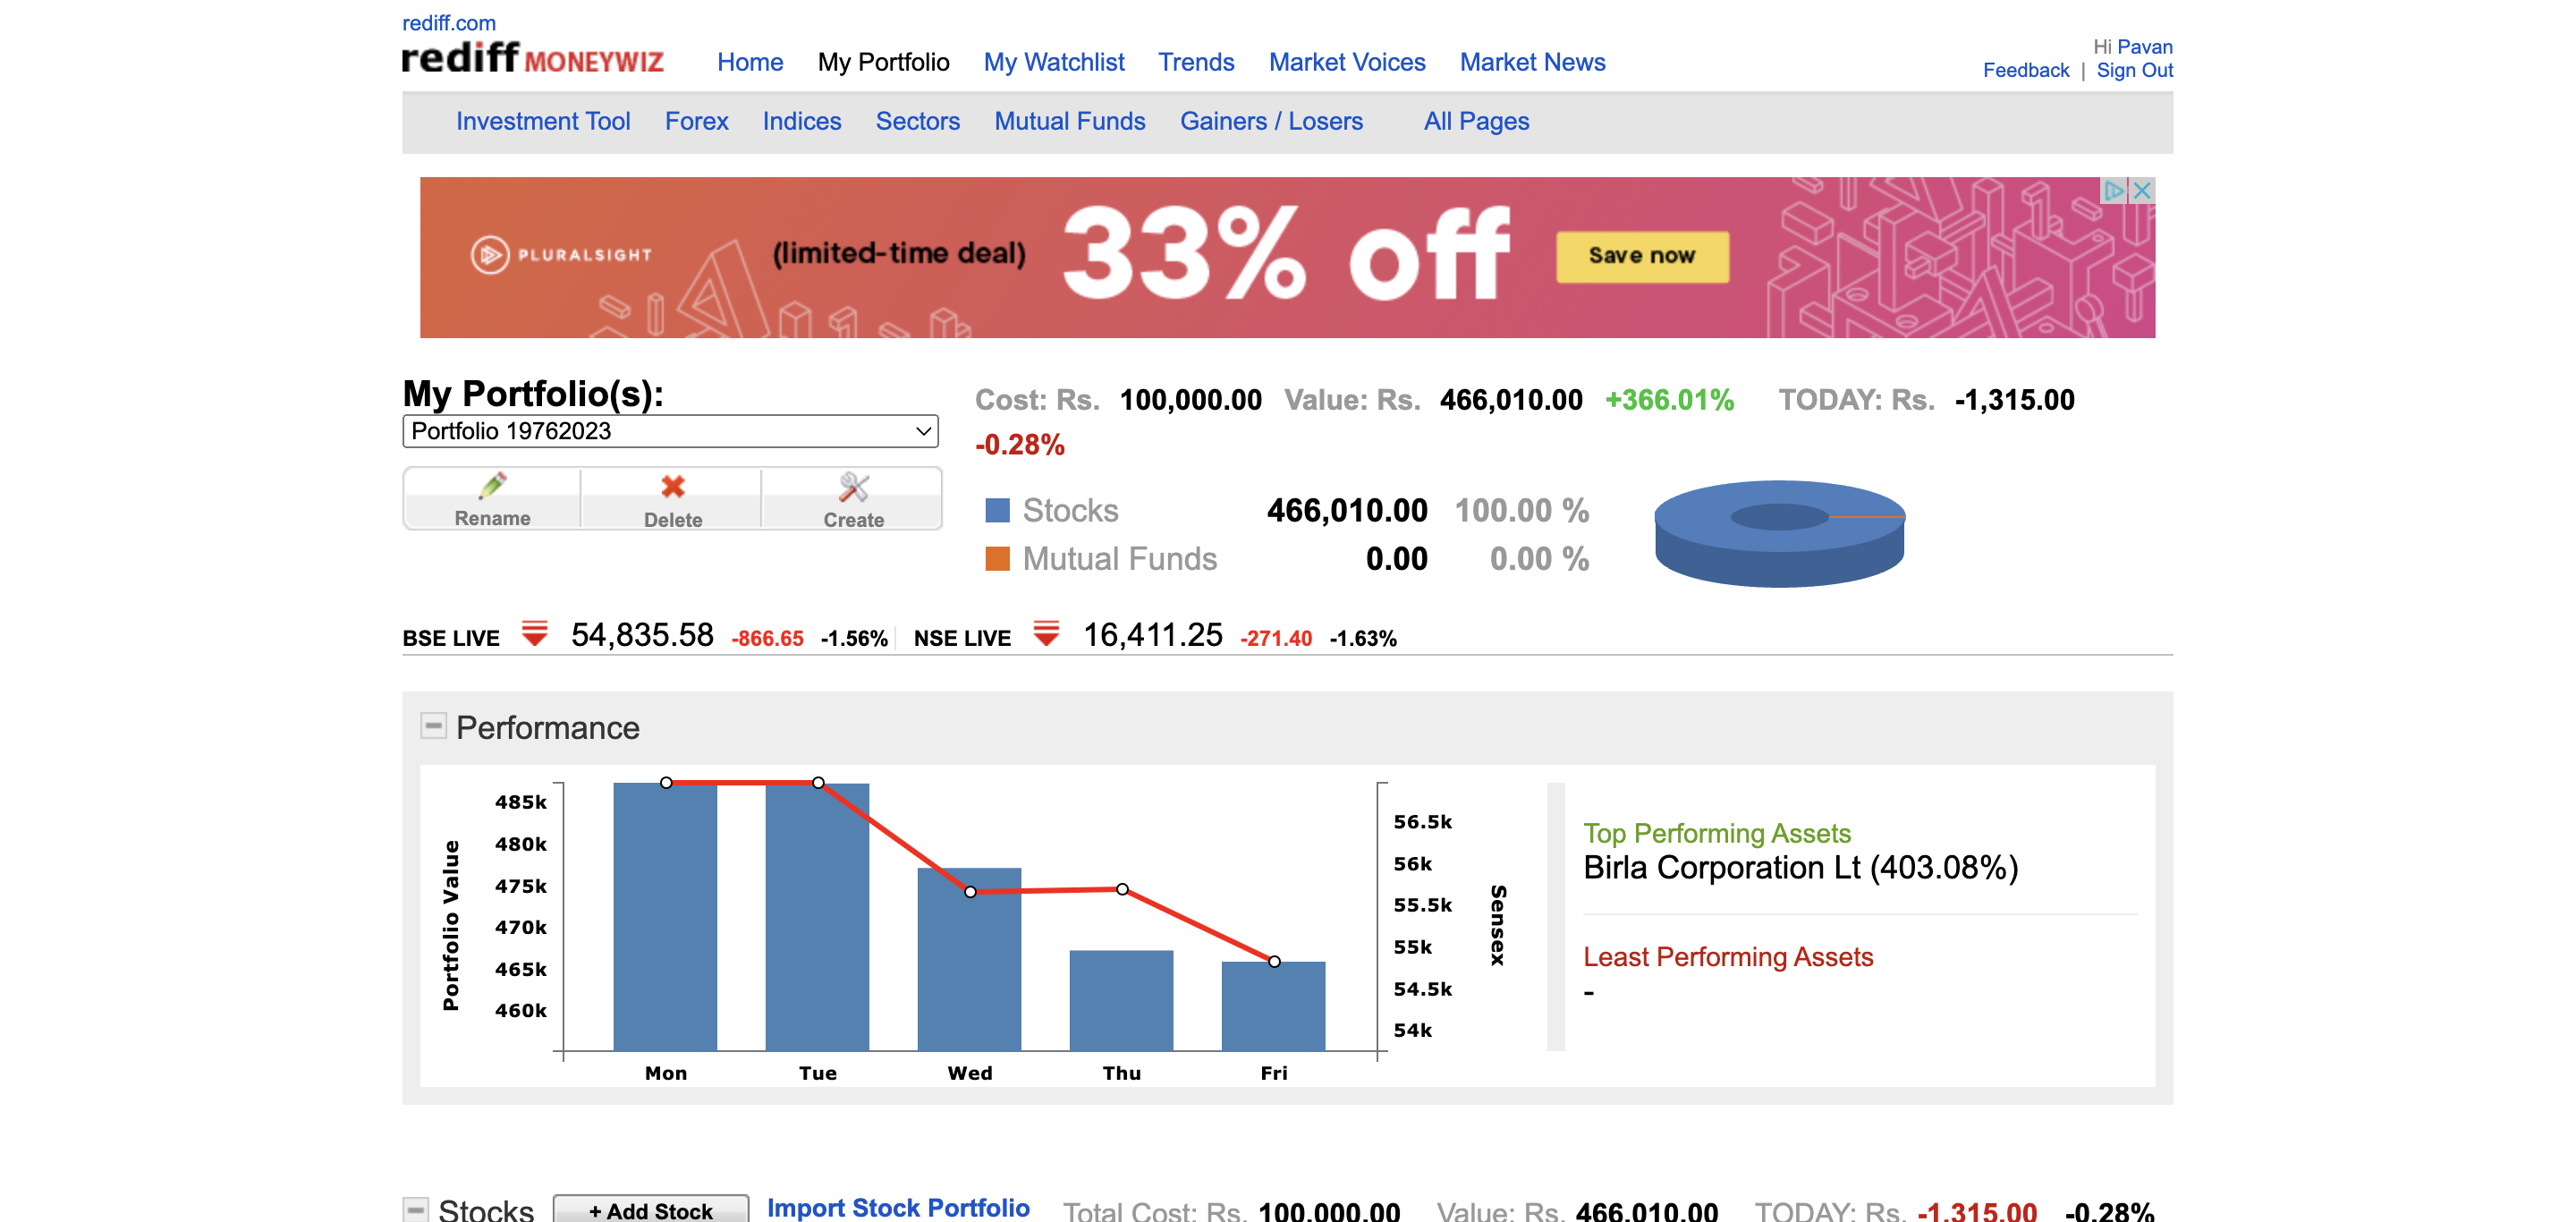 rediff.com
rediff MONEYWIZ
Home My Portfolio My Watchlist Trends Market Voices Market News
Hi Pavan
Feedback | Sign Out
Investment Tool Forex Indices Sectors Mutual Funds Gainers / Losers All Pages
PLURALSIGHT (limited-time deal) 33% off Save now
My Portfolio(s):
Portfolio 19762023
Rename Delete Create
Cost: Rs. 100,000.00 Value: Rs. 466,010.00 +366.01% TODAY: Rs. -1,315.00
-0.28%
Stocks 466,010.00 100.00 %
Mutual Funds 0.00 0.00 %
BSE LIVE 54,835.58 -866.65 -1.56% NSE LIVE 16,411.25 -271.40 -1.63%
Performance
Portfolio Value
485k
480k
475k
470k
465k
460k
Mon Tue Wed Thu Fri
56.5k
56k
55.5k
55k
54.5k
54k
Sensex
Top Performing Assets
Birla Corporation Lt (403.08%)
Least Performing Assets
-
Stocks + Add Stock Import Stock Portfolio Total Cost: Rs. 100,000.00 Value: Rs. 466,010.00 TODAY: Rs. -1,315.00 -0.28%